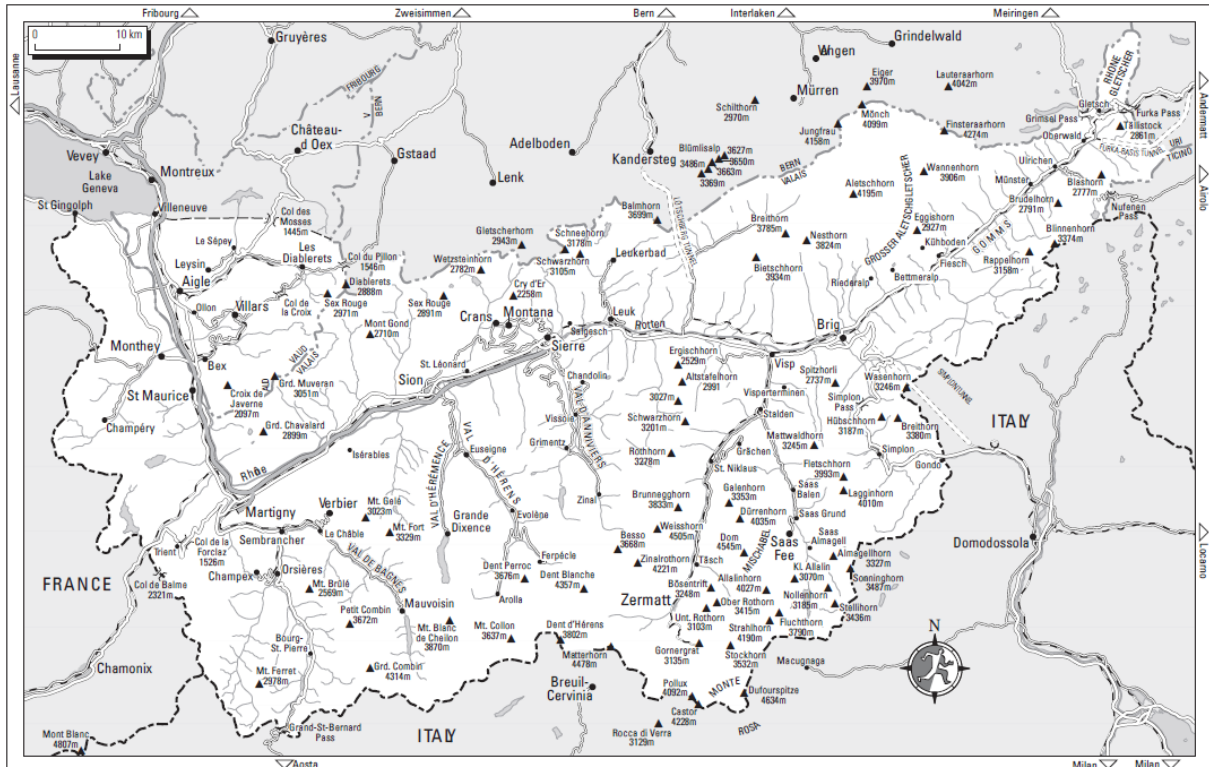 Fribourg
Zweisimmen
Bern
Interlaken
Meiringen
0 10 km
Lausanne
Andermatt
Airolo
Locarno
Gruyères
FRIBOURG
V
BERN
Wngen
Grindelwald
Eiger
3970m
Lauteraarhorn
4042m
Mürren
Schilthorn
2970m
Mönch
4099m
Jungfrau
4158m
Finsteraarhorn
4274m
RHONE
GLETSCHER
Gletsch
Furka Pass
Grimsel Pass
Tällistock
2861m
Oberwald
FURKA-BASIS TUNNEL
URI
TICINO
Château-
d Oex
Vevey
Lake
Geneva
Montreux
Gstaad
Adelboden
Lenk
Kandersteg
Blümlisalp
3627m
3650m
3486m
3663m
3369m
BERN
VALAIS
Aletschhorn
4195m
Wannenhorn
3906m
Ulrichen
Münster
Blashorn
2777m
Brudelhorn
2791m
Nufenen
Pass
St Gingolph
Villeneuve
Col des
Mosses
1445m
Le Sépey
Leysin
Les
Diablerets
Col du Pillon
1546m
Gletscherhorn
2943m
Schneehorn
3178m
Balmhorn
3699m
LÖTSCHBERG TUNNEL
Breithorn
3785m
Nesthorn
3824m
GROSSER ALETSCHGLETSCHER
Eggishorn
2927m
Kühboden
GOMMS
Blinnenhorn
3374m
Rappelhorn
3158m
Fiesch
Bettmeralp
Riederalp
Aigle
Ollon
Villars
Col de
la Croix
Diablerets
2888m
Sex Rouge
2971m
Wetzsteinhorn
2782m
Sex Rouge
2891m
Schwarzhorn
3105m
Cry d'Er
2258m
Leukerbad
Bietschhorn
3934m
Mont Gond
2710m
Crans
Montana
Salgesch
Leuk
Rotten
Brig
Monthey
Bex
VAUD
VALAIS
Sierre
St. Léonard
Sion
Ergischhorn
2529m
Visp
Spitzhorli
2737m
Wasenhorn
3246m
SIMPLONTUNNEL
ITALY
St Maurice
Croix de
Javerne
2097m
ALD
Grd. Muveran
3051m
Chandolin
Altstafelhorn
2991
Visperterminen
Simplon
Pass
Champéry
Grd. Chavalard
2899m
Vissoie
VAL D'ANNIVIERS
3027m
Schwarzhorn
3201m
Stalden
Hübschhorn
3187m
Breithorn
3380m
Isérables
VAL D'HÉRÉMENCE
VAL
D'HÉRENS
Euseigne
Grimentz
Röthhorn
3278m
Mattwaldhorn
3245m
Grächen
Simplon
Gondo
Rhône
St. Niklaus
Fletschhorn
3993m
Zinal
Galenhorn
3353m
Saas
Balen
Lagginhorn
4010m
Martigny
Verbier
Mt. Gelé
3023m
Grande
Dixence
Evolène
Brunnegghorn
3833m
Dürrenhorn
4035m
Saas Grund
Sembrancher
Le Châble
Mt. Fort
3329m
Weisshorn
4505m
Saas
Fee
Saas
Almagell
Domodossola
Trient
Col de la
Forclaz
1526m
VAL DE BAGNES
Besso
3668m
Dom
4545m
MISCHABEL
Ferpècle
Almagellhorn
3327m
FRANCE
Champex
Orsières
Zinalrothorn
4221m
Täsch
Col de Balme
2321m
Mt. Brûlé
2569m
Dent Perroc
3676m
Dent Blanche
4357m
Bösentrift
3248m
Allalinhorn
4027m
Kl. Allalin
3070m
Sonninghorn
3487m
Arolla
Mauvoisin
Zermatt
Ober Rothorn
3415m
Nollenhorn
3185m
Petit Combin
3672m
Unt. Rothorn
3103m
Stellihorn
3436m
Mt. Blanc
de Cheilon
3870m
Mt. Collon
3637m
Dent d'Hérens
3802m
Strahlhorn
4190m
Fluchthorn
3790m
N
Bourg-
St. Pierre
Matterhorn
4478m
Gornergrat
3135m
Stockhorn
3532m
Chamonix
Grd. Combin
4314m
Macugnaga
Mt. Ferret
2978m
Breuil-
Cervinia
Pollux
4092m
MONTE
ROSA
Dufourspitze
4634m
Castor
4228m
Rocca di Verra
3129m
Grand-St-Bernard
Pass
ITALY
Mont Blanc
4807m
Aosta
Milan
Milan